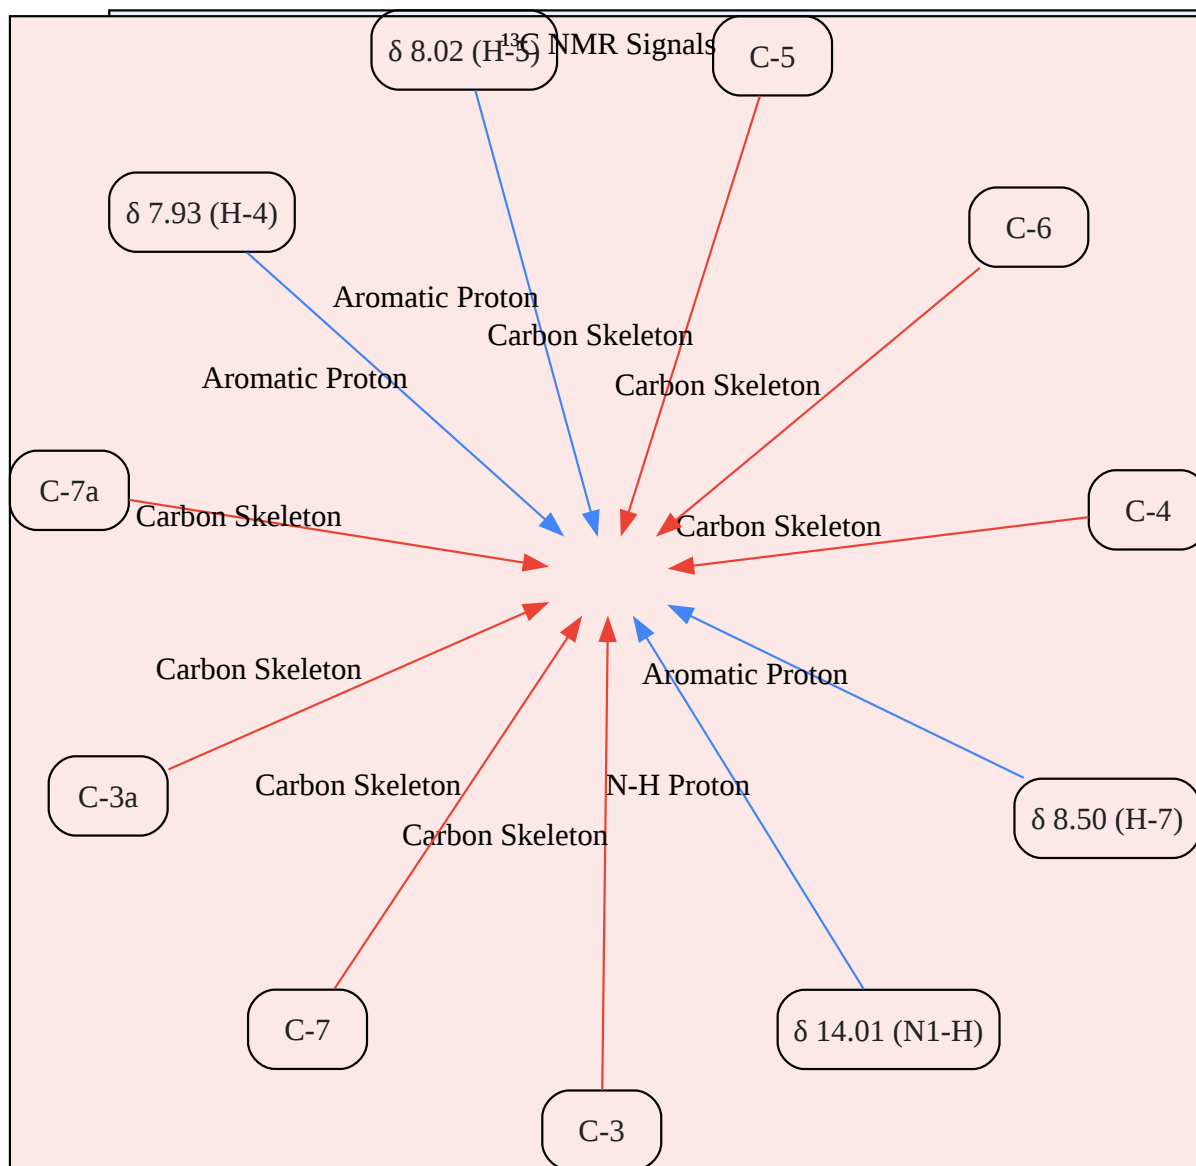 ¹³C NMR Signals
δ 8.02 (H-5)
C-5
δ 7.93 (H-4)
C-6
Aromatic Proton
Carbon Skeleton
Aromatic Proton
Carbon Skeleton
C-7a
Carbon Skeleton
Carbon Skeleton
C-4
Carbon Skeleton
Aromatic Proton
C-3a
Carbon Skeleton
N-H Proton
δ 8.50 (H-7)
Carbon Skeleton
C-7
δ 14.01 (N1-H)
C-3